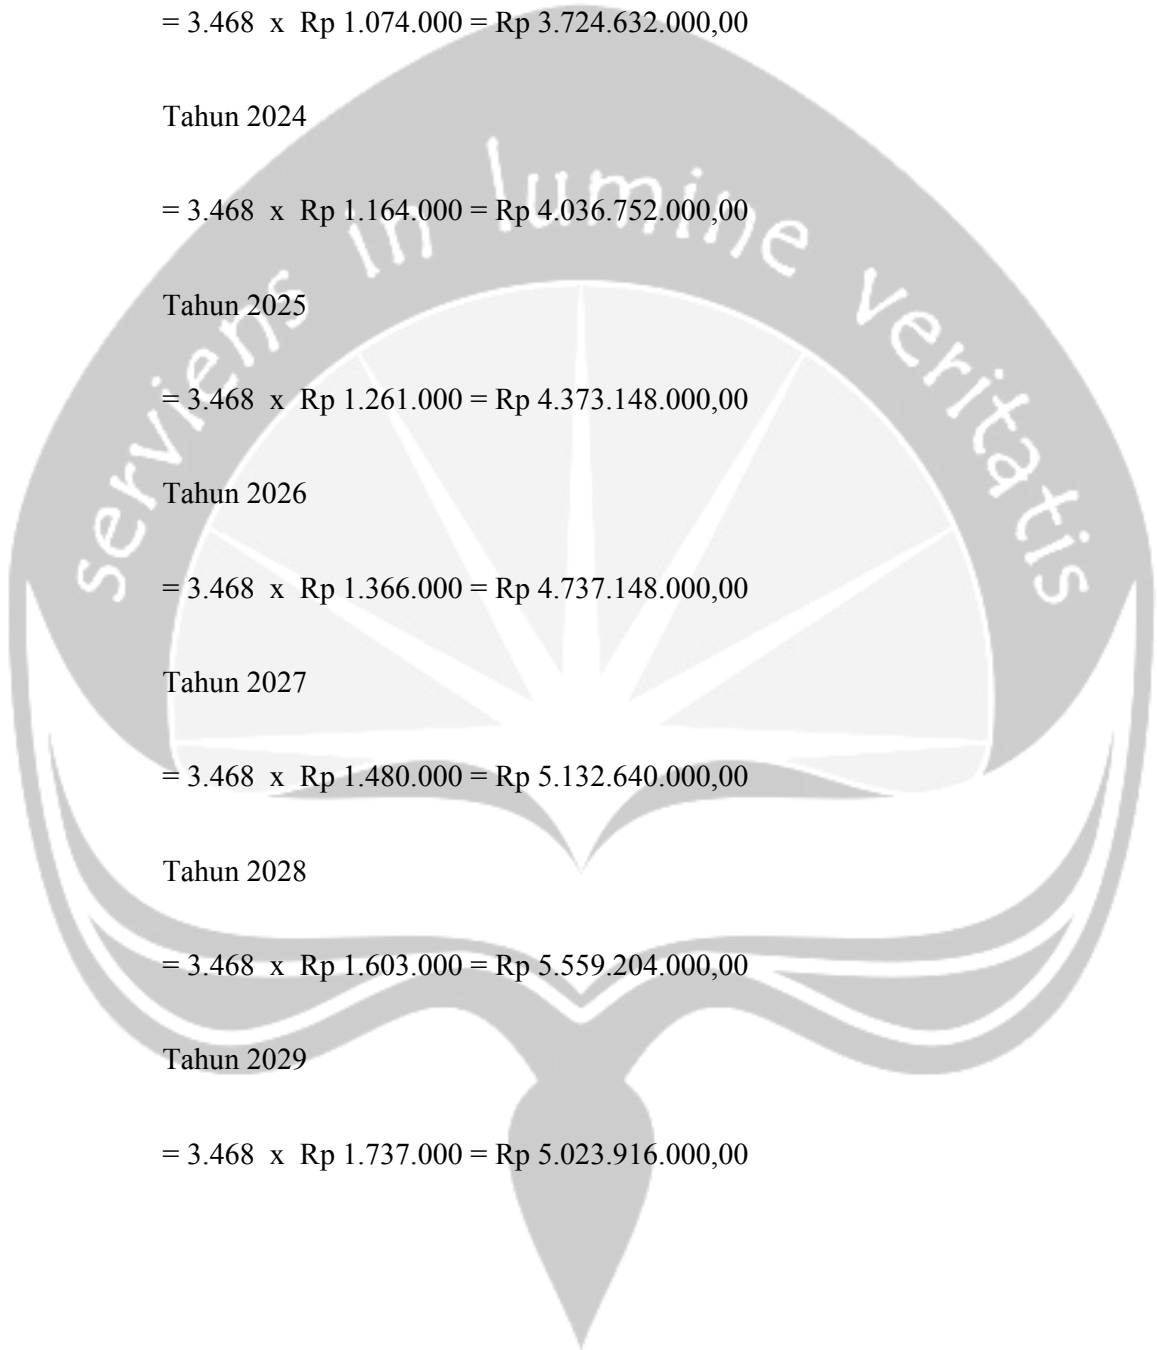 = 3.468 x Rp 1.074.000 = Rp 3.724.632.000,00
Tahun 2024
= 3.468 x Rp 1.164.000 = Rp 4.036.752.000,00
Tahun 2025
= 3.468 x Rp 1.261.000 = Rp 4.373.148.000,00
Tahun 2026
= 3.468 x Rp 1.366.000 = Rp 4.737.148.000,00
Tahun 2027
= 3.468 x Rp 1.480.000 = Rp 5.132.640.000,00
Tahun 2028
= 3.468 x Rp 1.603.000 = Rp 5.559.204.000,00
Tahun 2029
= 3.468 x Rp 1.737.000 = Rp 5.023.916.000,00
serviens in lumine veritatis